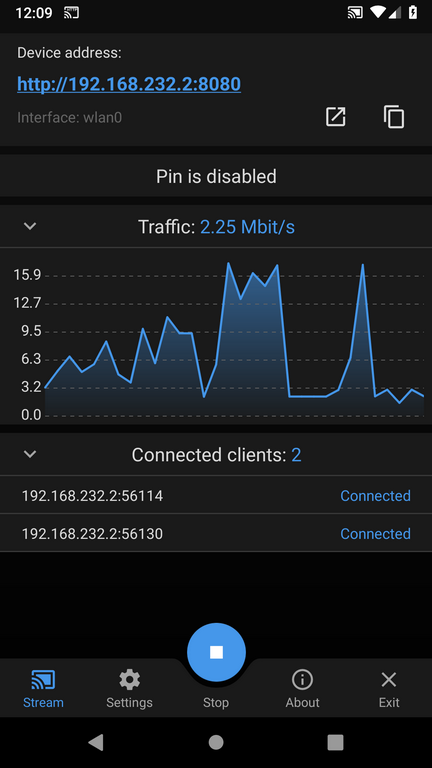 12:09
Device address:
http://192.168.232.2:8080
Interface: wlan0
Pin is disabled
Traffic: 2.25 Mbit/s
15.9
12.7
9.5
6.3
3.2
0.0
Connected clients: 2
192.168.232.2:56114 Connected
192.168.232.2:56130 Connected
Stream Settings Stop About Exit